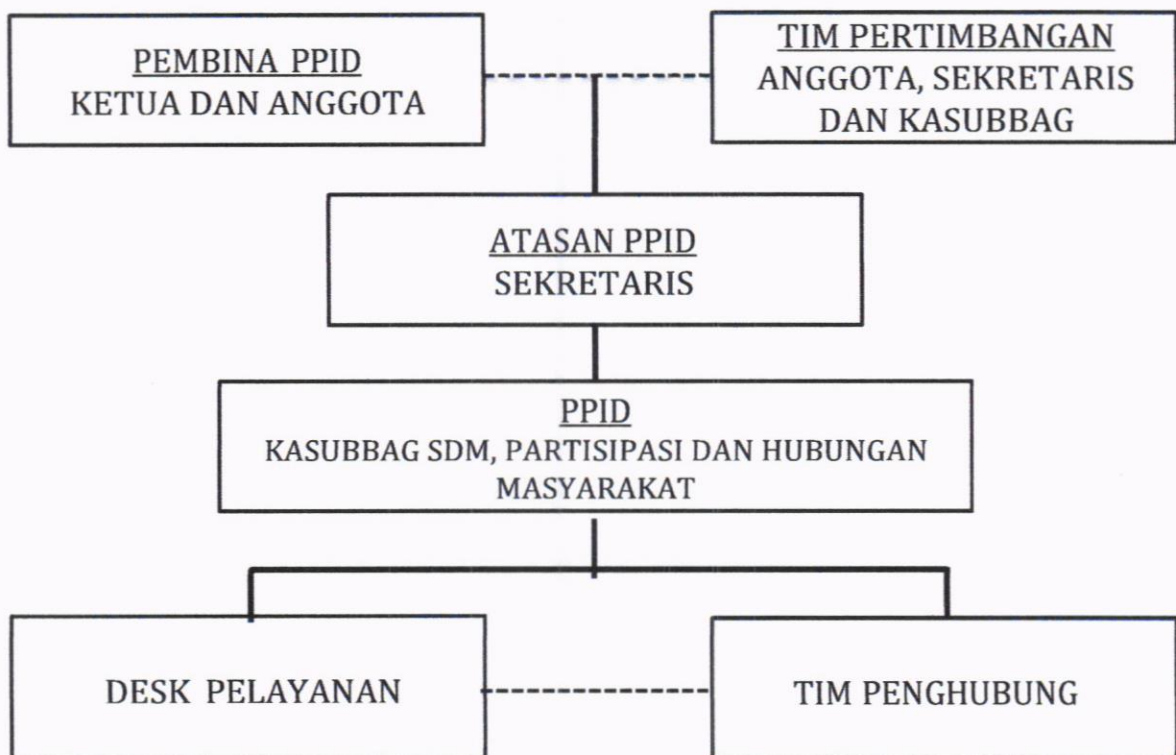 PEMBINA PPID
KETUA DAN ANGGOTA
TIM PERTIMBANGAN
ANGGOTA, SEKRETARIS
DAN KASUBBAG
ATASAN PPID
SEKRETARIS
PPID
KASUBBAG SDM, PARTISIPASI DAN HUBUNGAN
MASYARAKAT
DESK PELAYANAN
TIM PENGHUBUNG